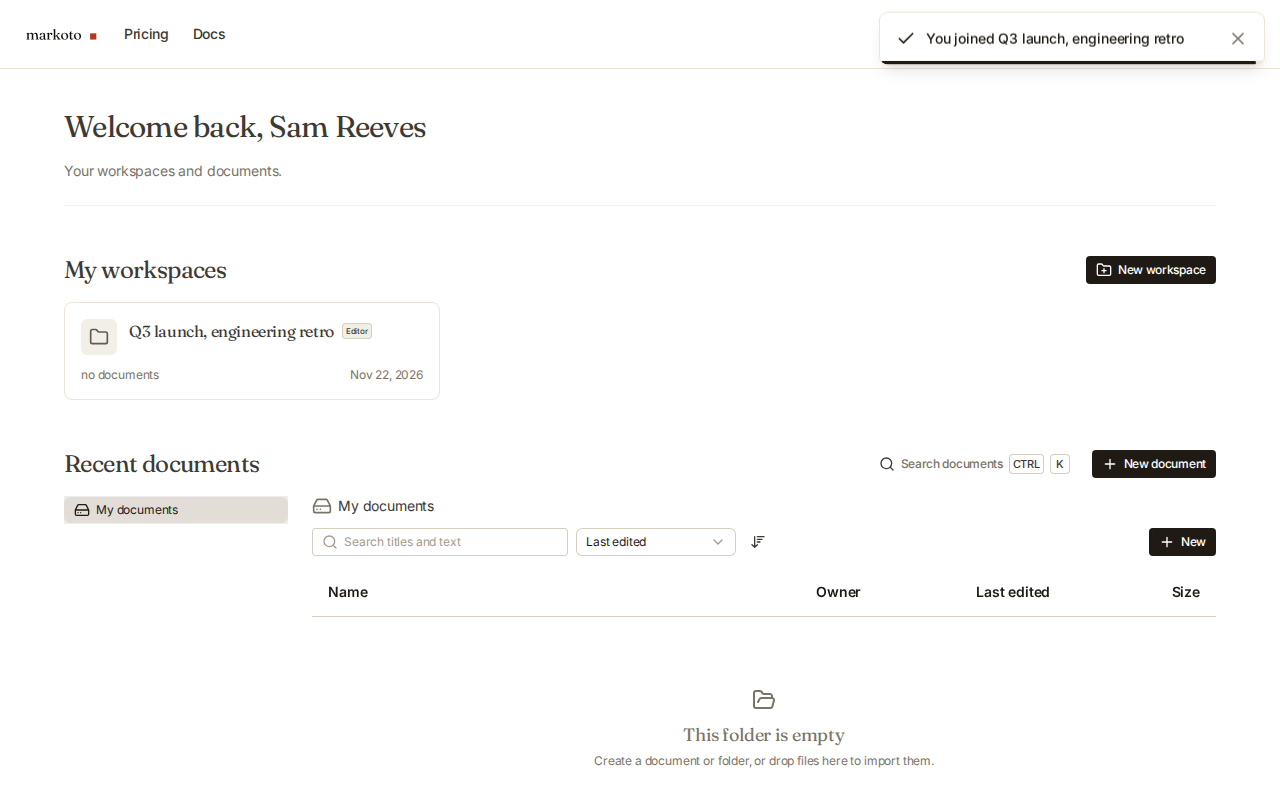 markoto
Pricing
Docs
You joined Q3 launch, engineering retro
Welcome back, Sam Reeves
Your workspaces and documents.
My workspaces
New workspace
Q3 launch, engineering retro
Editor
no documents
Nov 22, 2026
Recent documents
Search documents CTRL K
New document
My documents
My documents
Search titles and text
Last edited
New
Name Owner Last edited Size
This folder is empty
Create a document or folder, or drop files here to import them.